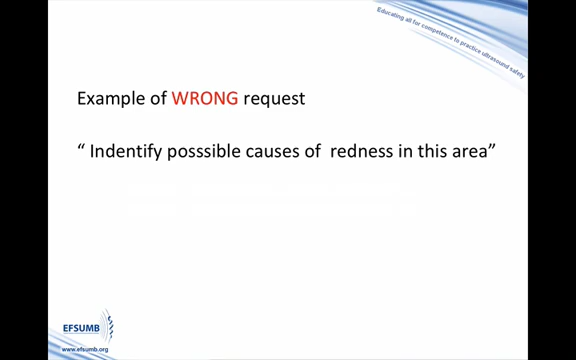 Educating all for competence to practice ultrasound safely
Example of WRONG request
“ Indentify posssible causes of  redness in this area”
EFSUMB
www.efsumb.org